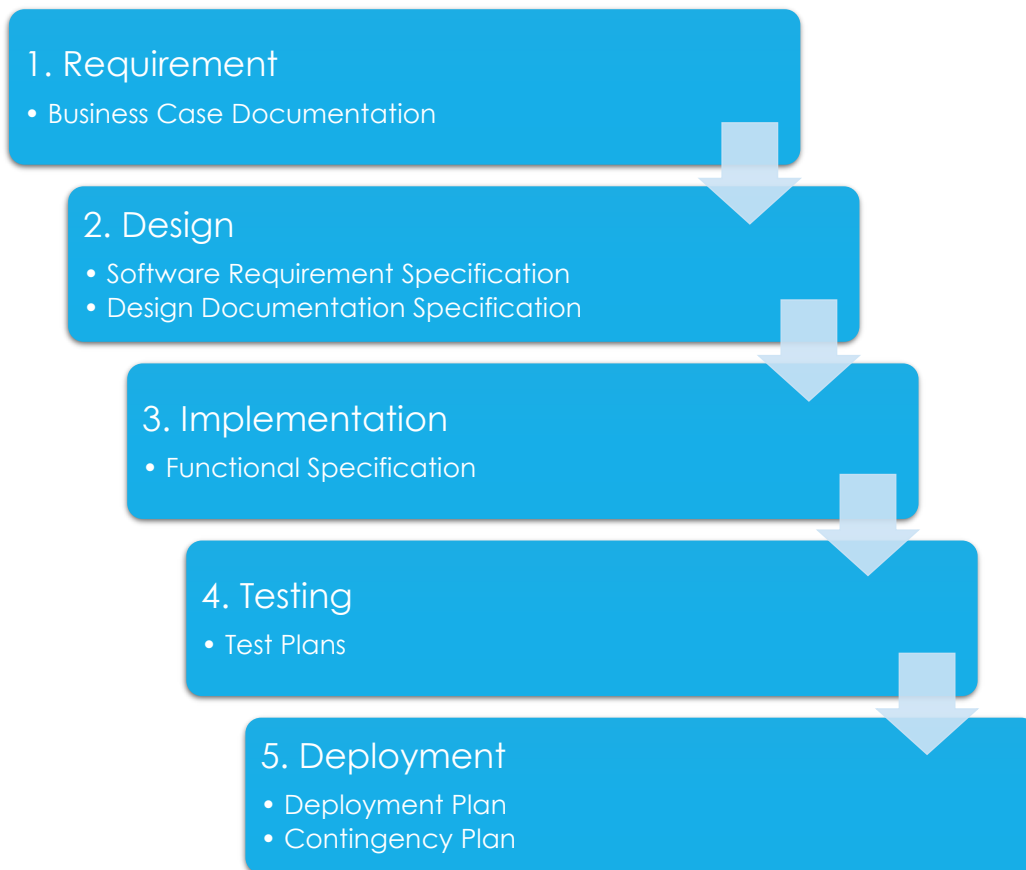 1. Requirement
• Business Case Documentation
2. Design
• Software Requirement Specification
• Design Documentation Specification
3. Implementation
• Functional Specification
4. Testing
• Test Plans
5. Deployment
• Deployment Plan
• Contingency Plan